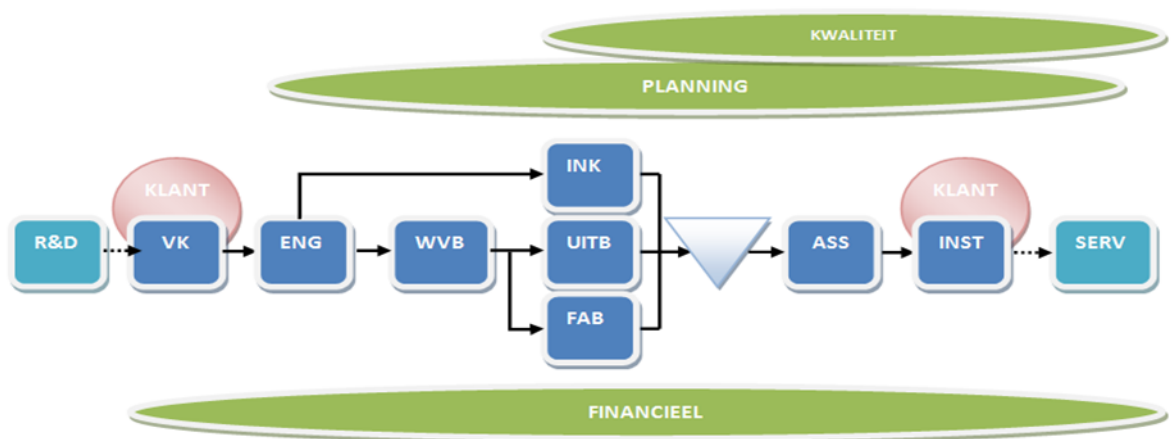 KWALITEIT
PLANNING
INK
KLANT
KLANT
R&D
VK
ENG
WVB
UITB
ASS
INST
SERV
FAB
FINANCIEEL